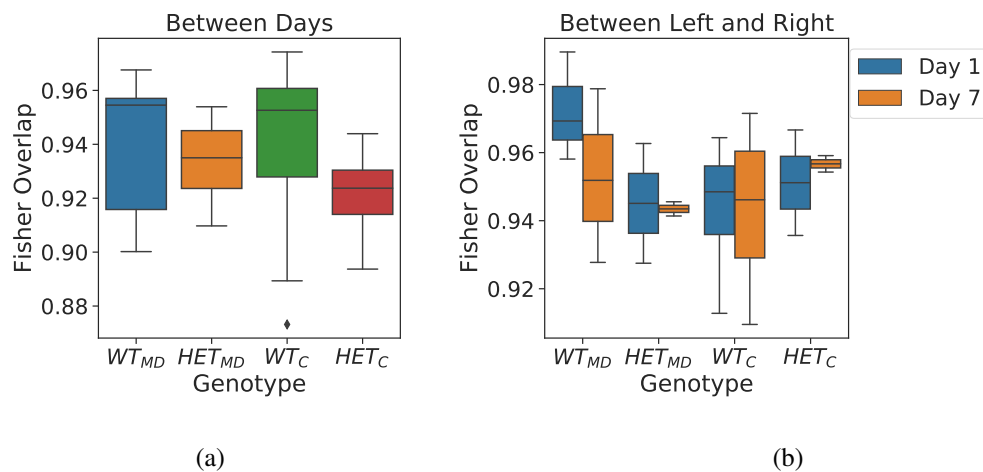 Between Days
Fisher Overlap
0.96
0.94
0.92
0.90
0.88
WT_MD HET_MD WT_C HET_C
Genotype
(a)
Between Left and Right
Fisher Overlap
0.98
0.96
0.94
0.92
WT_MD HET_MD WT_C HET_C
Genotype
Day 1
Day 7
(b)